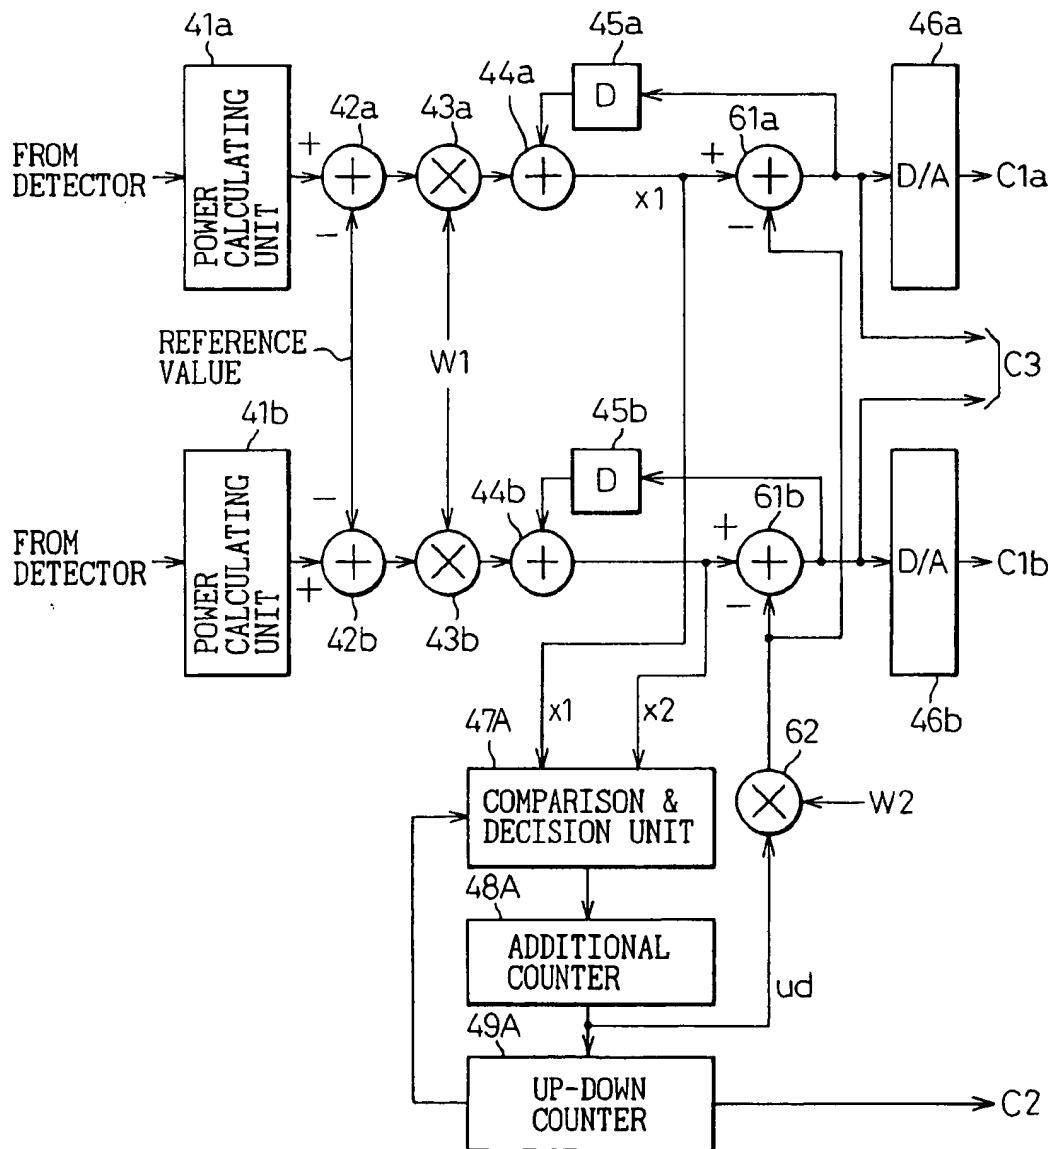 41a
45a
46a
44a
42a
43a
D
61a
POWER
CALCULATING
UNIT
+
FROM
DETECTOR
+
×
+
x1
+
+
D/A
C1a
−
−
REFERENCE
VALUE
W1
C3
41b
45b
D
44b
61b
−
+
FROM
DETECTOR
POWER
CALCULATING
UNIT
+
+
×
+
+
D/A
C1b
−
42b
43b
46b
x1
x2
47A
62
COMPARISON &
DECISION UNIT
×
W2
48A
ADDITIONAL
COUNTER
ud
49A
UP-DOWN
COUNTER
C2